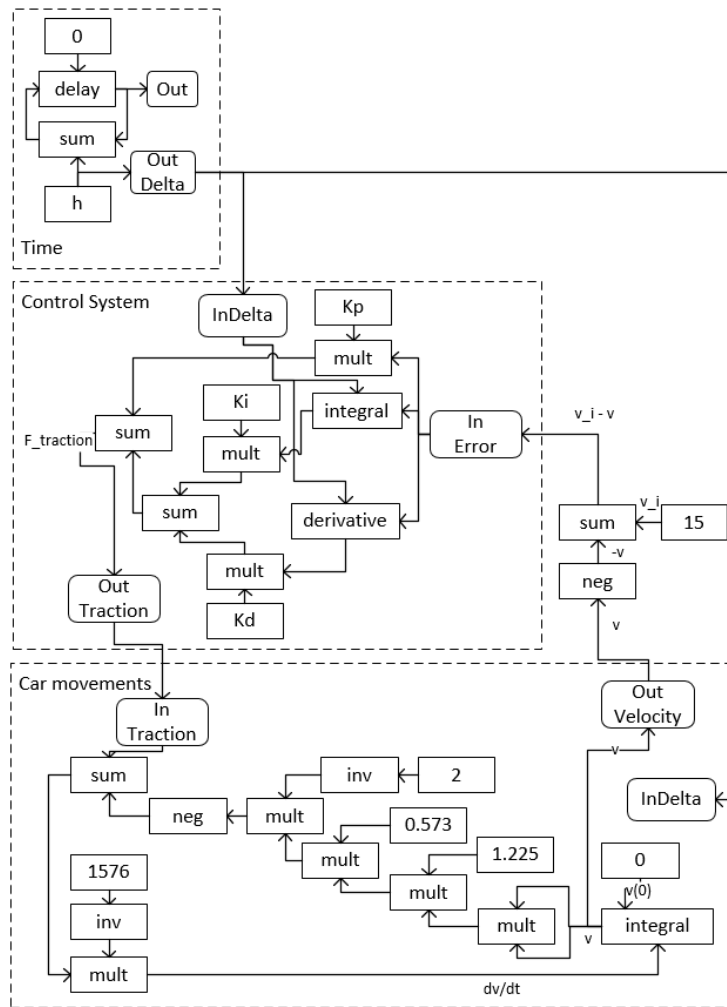 0
delay
Out
sum
Out
Delta
h
Time
Control System
InDelta
Kp
mult
Ki
integral
In
Error
v_i - v
F_traction
sum
mult
v_i
sum
derivative
sum
15
-v
mult
neg
Out
Traction
Kd
v
Car movements
Out
Velocity
In
Traction
v
sum
inv
2
InDelta
neg
mult
0.573
mult
1.225
0
1576
mult
v(0)
inv
mult
v
integral
mult
dv/dt